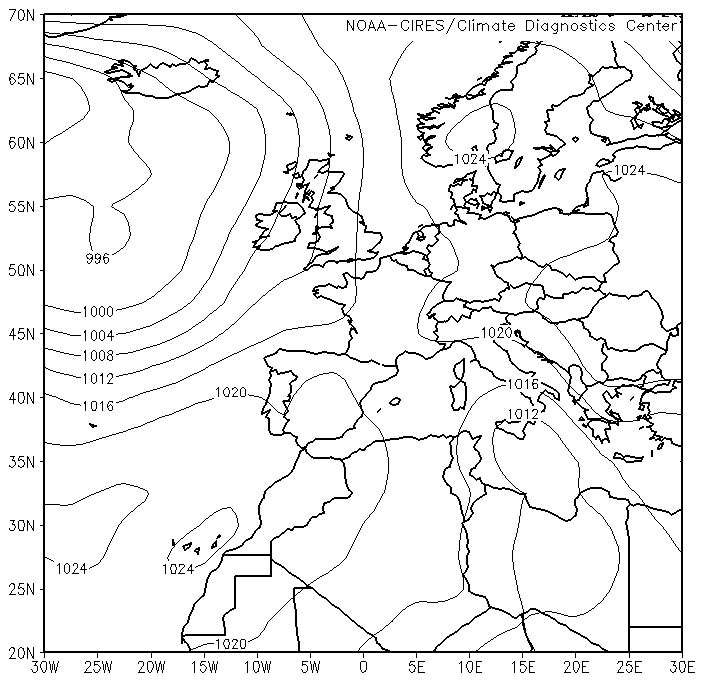 70N
NOAA-CIRES/Climate Diagnostics Center
65N
60N
1024
1024
55N
996
50N
1000
45N
1004
1020
1008
1012
1016
40N
1020
1016
1012
35N
30N
1024
1024
25N
1020
20N
30W 25W 20W 15W 10W 5W 0 5E 10E 15E 20E 25E 30E